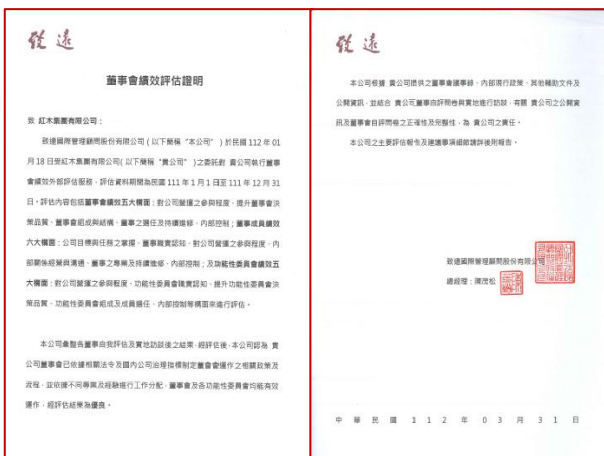 致遠
董事會績效評估證明
致 紅木集團有限公司：
致遠國際管理顧問股份有限公司（以下簡稱“本公司”）於民國 112 年 01
月 18 日受紅木集團有限公司（以下簡稱“貴公司”）之委託對 貴公司執行董事
會績效外部評估服務，評估資料期間為民國 111 年 1 月 1 日至 111 年 12 月 31
日。評估內容包括董事會績效五大構面：對公司營運之參與程度、提升董事會決
策品質、董事會組成與結構、董事之選任及持續進修、內部控制；董事成員績效
六大構面：公司目標與任務之掌握、董事職責認知、對公司營運之參與程度、內
部關係經營與溝通、董事之專業及持續進修、內部控制；及功能性委員會績效五
大構面：對公司營運之參與程度、功能性委員會職責認知、提升功能性委員會決
策品質、功能性委員會組成及成員選任、內部控制等構面來進行評估。
本公司彙整各董事自我評估及實地訪談後之結果，經評估後，本公司認為 貴
公司董事會已依據相關法令及國內公司治理指標制定董會會運作之相關政策及
流程，並依據不同專業及經驗進行工作分配，董事會及各功能性委員會均能有效
運作，經評估結果為優良。
致遠
本公司根據 貴公司提供之董事會議事錄、內部現行政策、其他輔助文件及
公開資訊，並結合 貴公司董事自評問卷與實地進行訪談，有關 貴公司之公開資
訊及董事會自評問卷之正確性及完整性，為 貴公司之責任。
本公司之主要評估報告及建議事項細節請詳後附報告。
致遠國際管理顧問股份有限公司
總經理：陳茂松
中 華 民 國 1 1 2 年 0 3 月 3 1 日